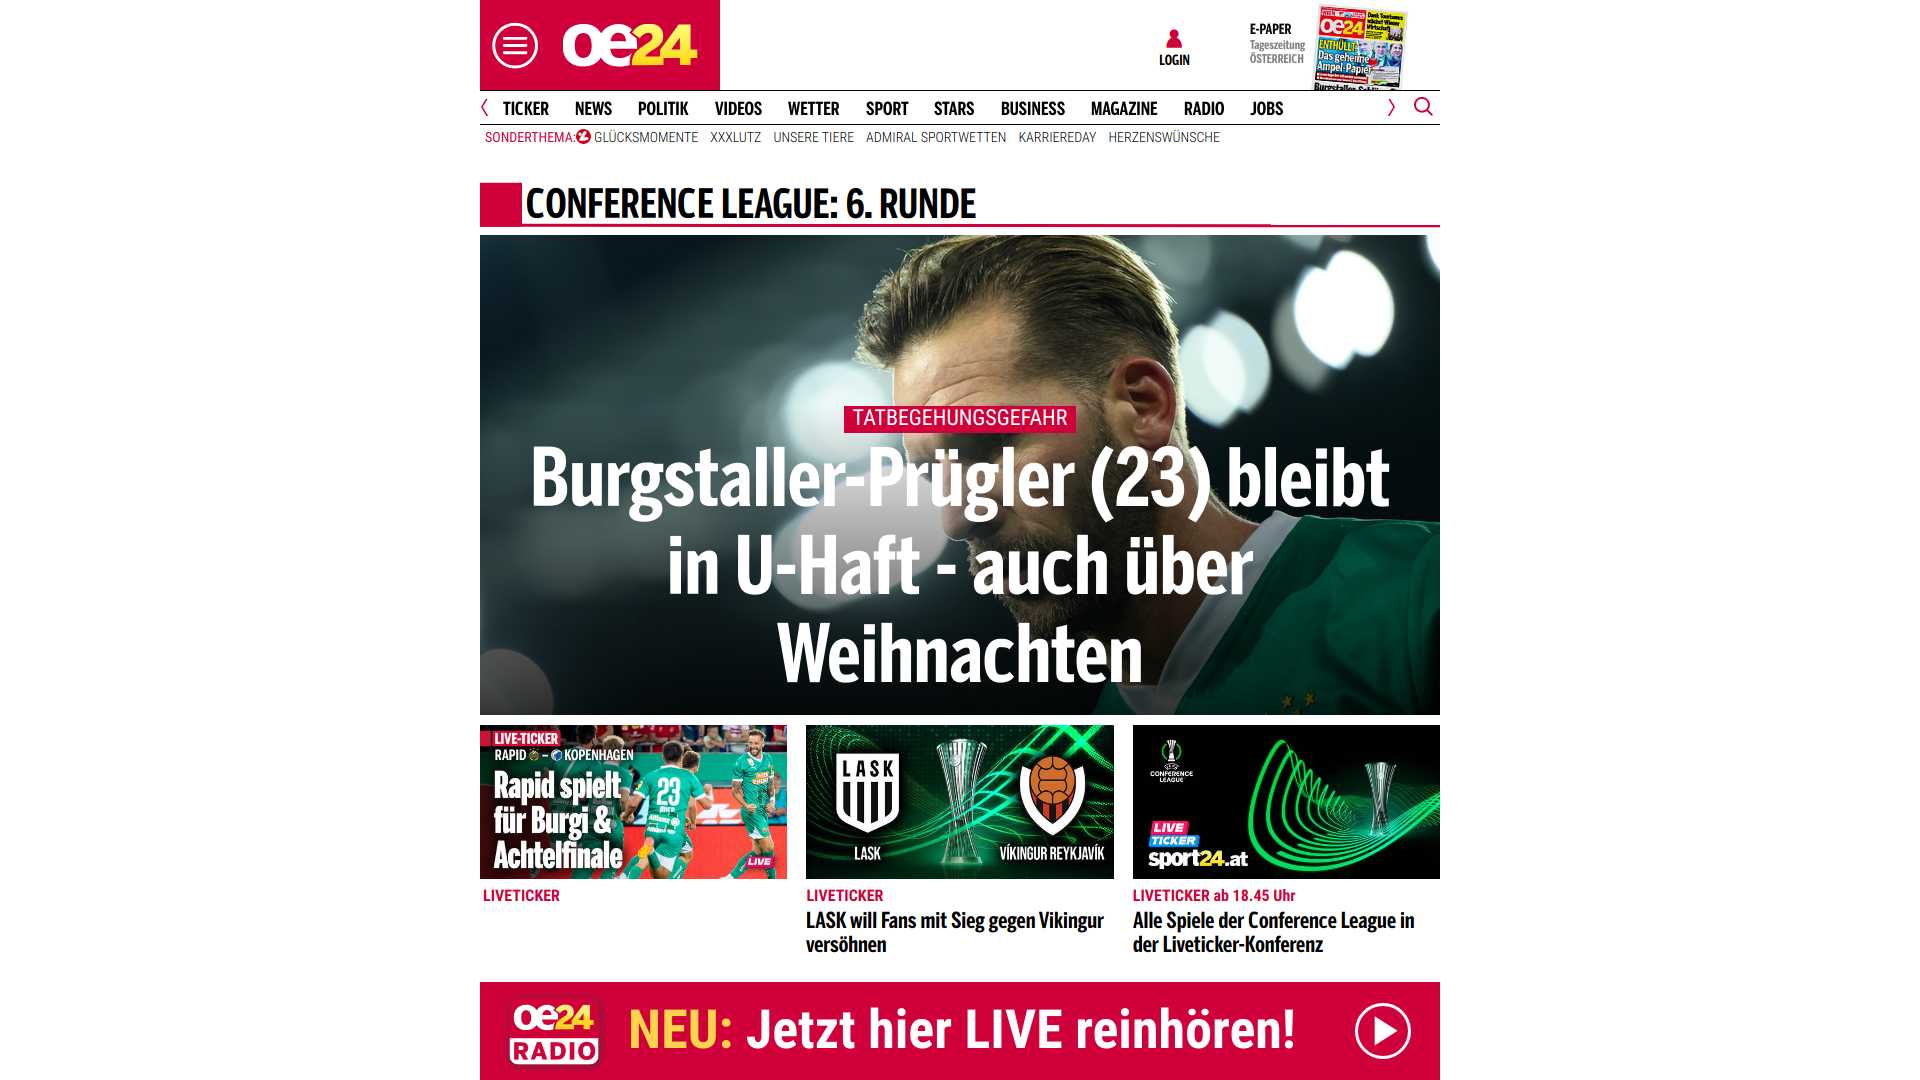 oe24
LOGIN
E-PAPER
Tageszeitung
ÖSTERREICH
oe24
ENTHÜLLT
Das geheime
Ampel-Papier
TICKER NEWS POLITIK VIDEOS WETTER SPORT STARS BUSINESS MAGAZINE RADIO JOBS
SONDERTHEMA: GLÜCKSMOMENTE XXXLUTZ UNSERE TIERE ADMIRAL SPORTWETTEN KARRIEREDAY HERZENSWÜNSCHE
CONFERENCE LEAGUE: 6. RUNDE
TATBEGEHUNGSGEFAHR
Burgstaller-Prügler (23) bleibt
in U-Haft - auch über
Weihnachten
LIVE-TICKER
RAPID – KOPENHAGEN
Rapid spielt
für Burgi &
Achtelfinale
23
LIVE
LIVETICKER
LASK
LASK
VÍKINGUR REYKJAVÍK
LIVETICKER
LASK will Fans mit Sieg gegen Vikingur
versöhnen
CONFERENCE
LEAGUE
LIVE
TICKER
sport24.at
LIVETICKER ab 18.45 Uhr
Alle Spiele der Conference League in
der Liveticker-Konferenz
oe24
RADIO
NEU: Jetzt hier LIVE reinhören!